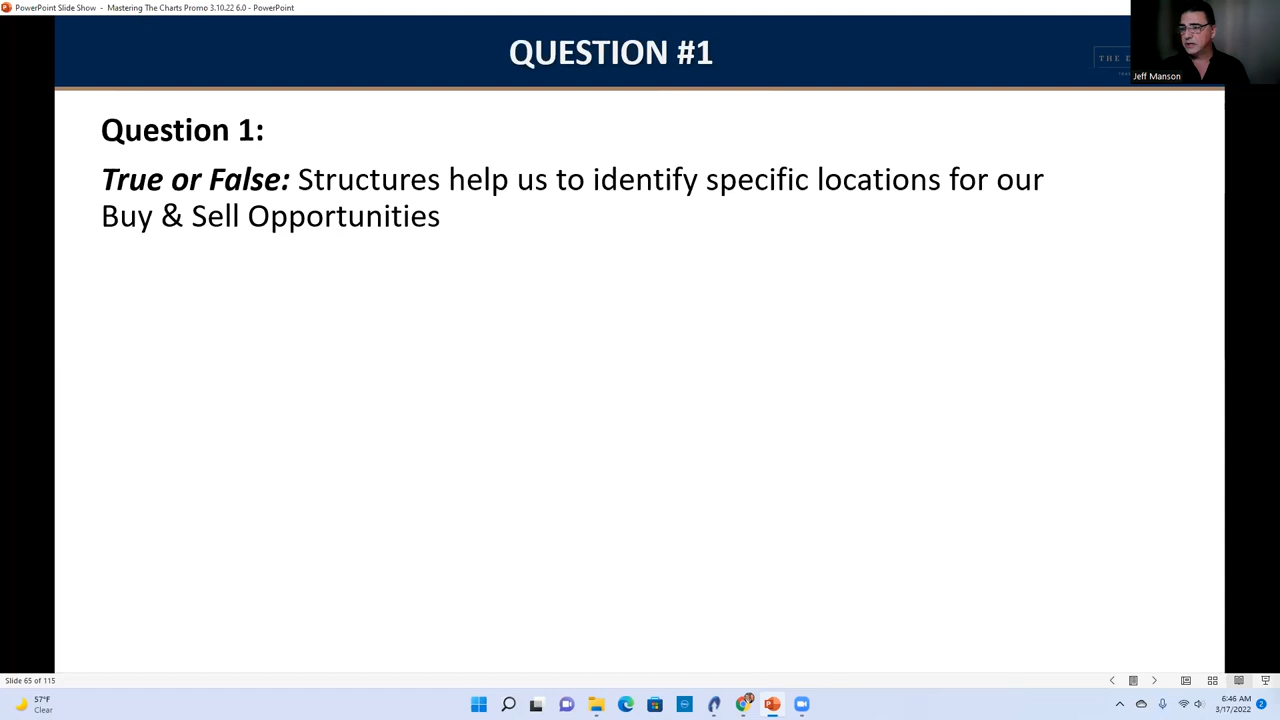 PowerPoint Slide Show - Mastering The Charts Promo 3.10.22 6.0 - PowerPoint
QUESTION #1
THE
Jeff Manson
Question 1:
True or False: Structures help us to identify specific locations for our
Buy & Sell Opportunities
Slide 65 of 115
57°F
Clear
6:46 AM
3/17/2022
2